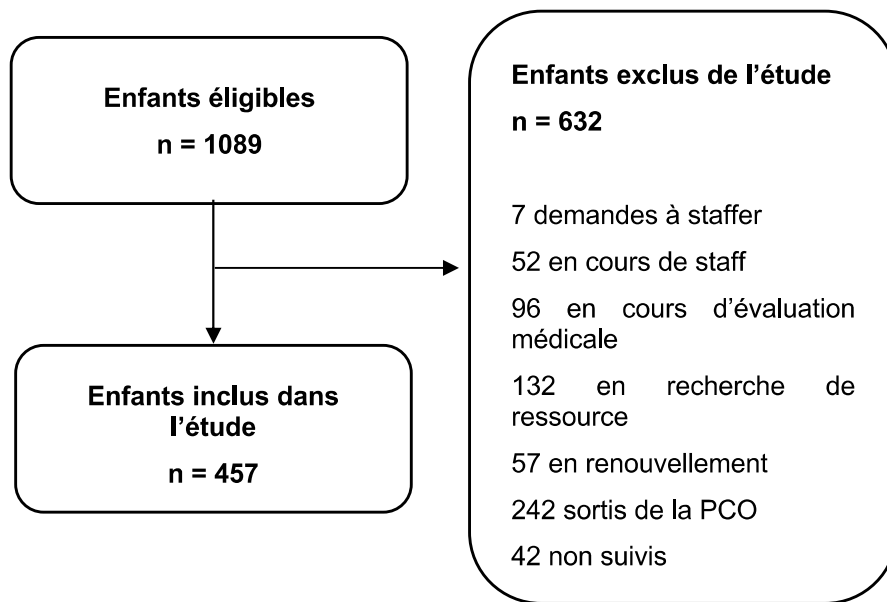 Enfants éligibles
n = 1089
Enfants inclus dans
l’étude
n = 457
Enfants exclus de l’étude
n = 632
7 demandes à staffer
52 en cours de staff
96 en cours d’évaluation
médicale
132 en recherche de
ressource
57 en renouvellement
242 sortis de la PCO
42 non suivis